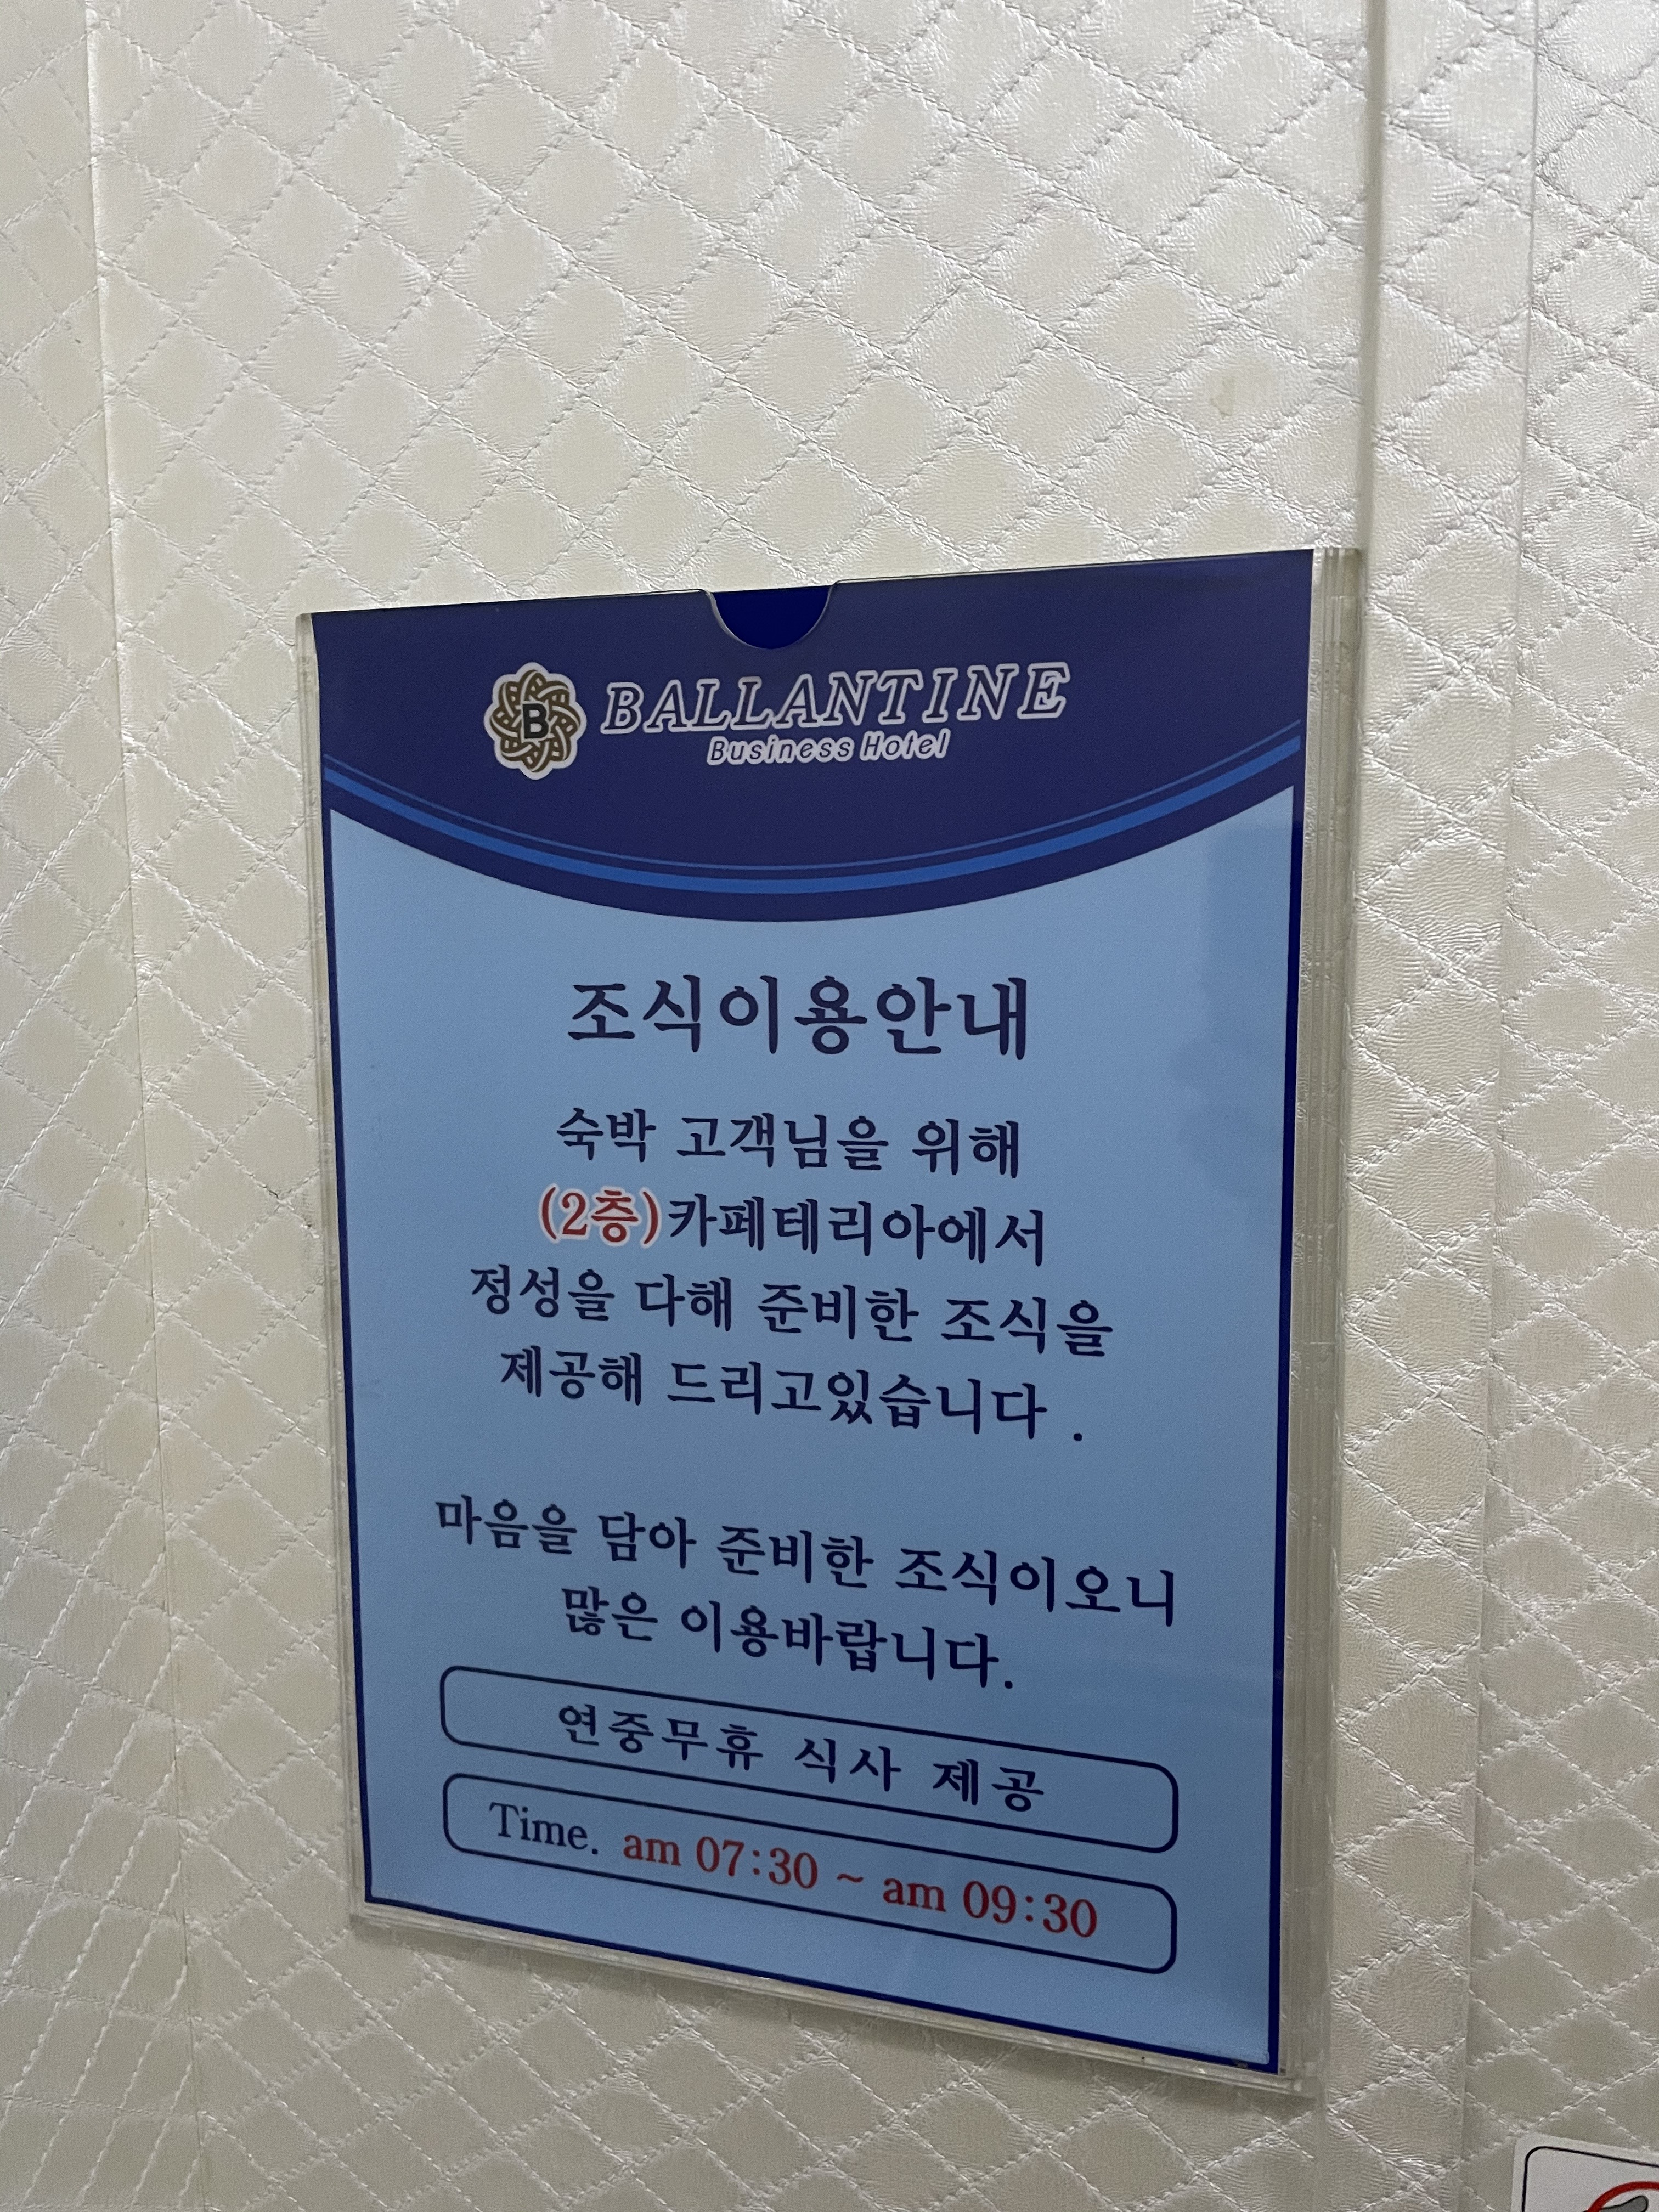 B BALLANTINE
Business Hotel
조식이용안내
숙박 고객님을 위해
(2층)카페테리아에서
정성을 다해 준비한 조식을
제공해 드리고있습니다 .
마음을 담아 준비한 조식이오니
많은 이용바랍니다.
연중무휴 식사 제공
Time. am 07:30 ~ am 09:30